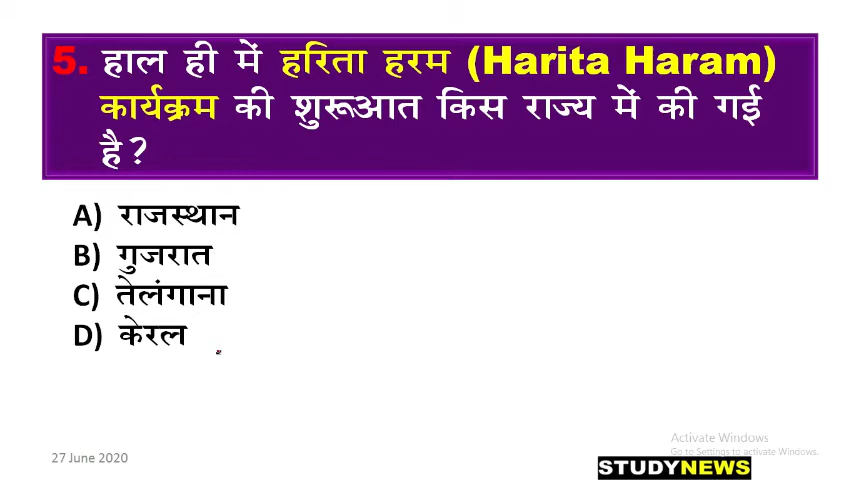 5. हाल ही में हरिता हरम (Harita Haram)
कार्यक्रम की शुरूआत किस राज्य में की गई
है?
A) राजस्थान
B) गुजरात
C) तेलंगाना
D) केरल
Activate Windows
Go to Settings to activate Windows.
27 June 2020
STUDYNEWS